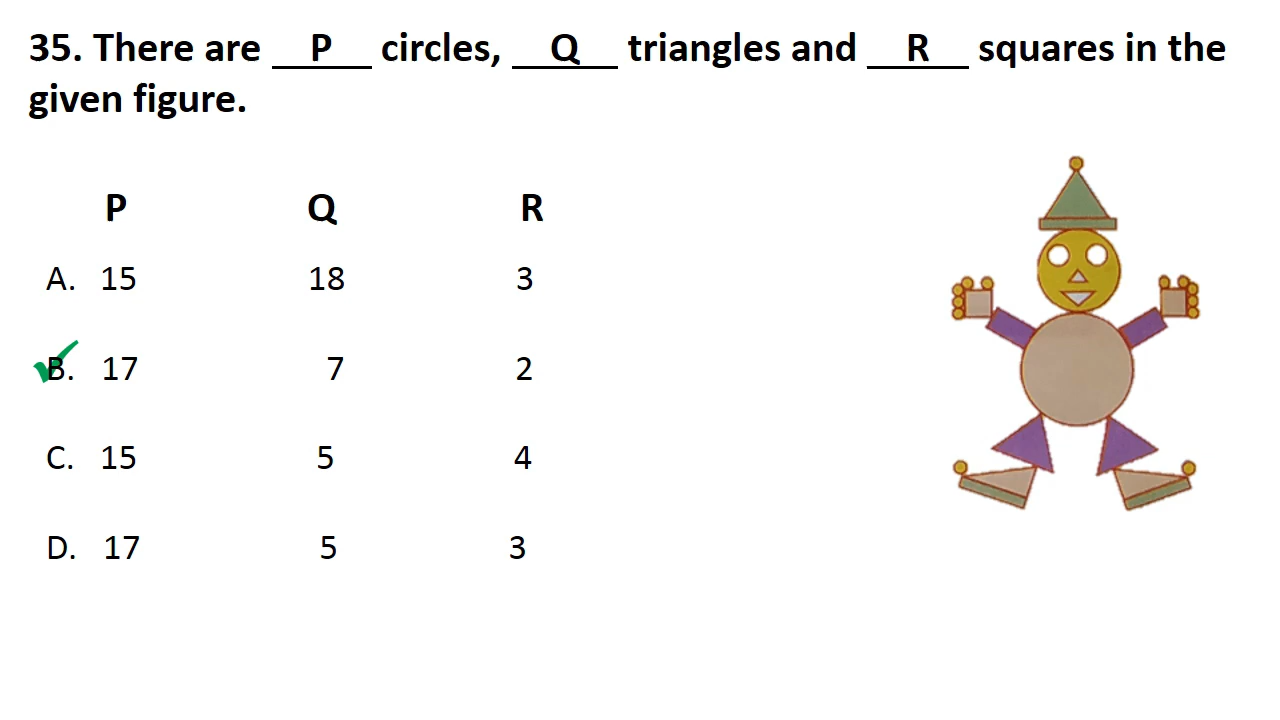 35. There are P circles, Q triangles and R squares in the
given figure.
P Q R
A. 15 18 3
B. 17 7 2
C. 15 5 4
D. 17 5 3